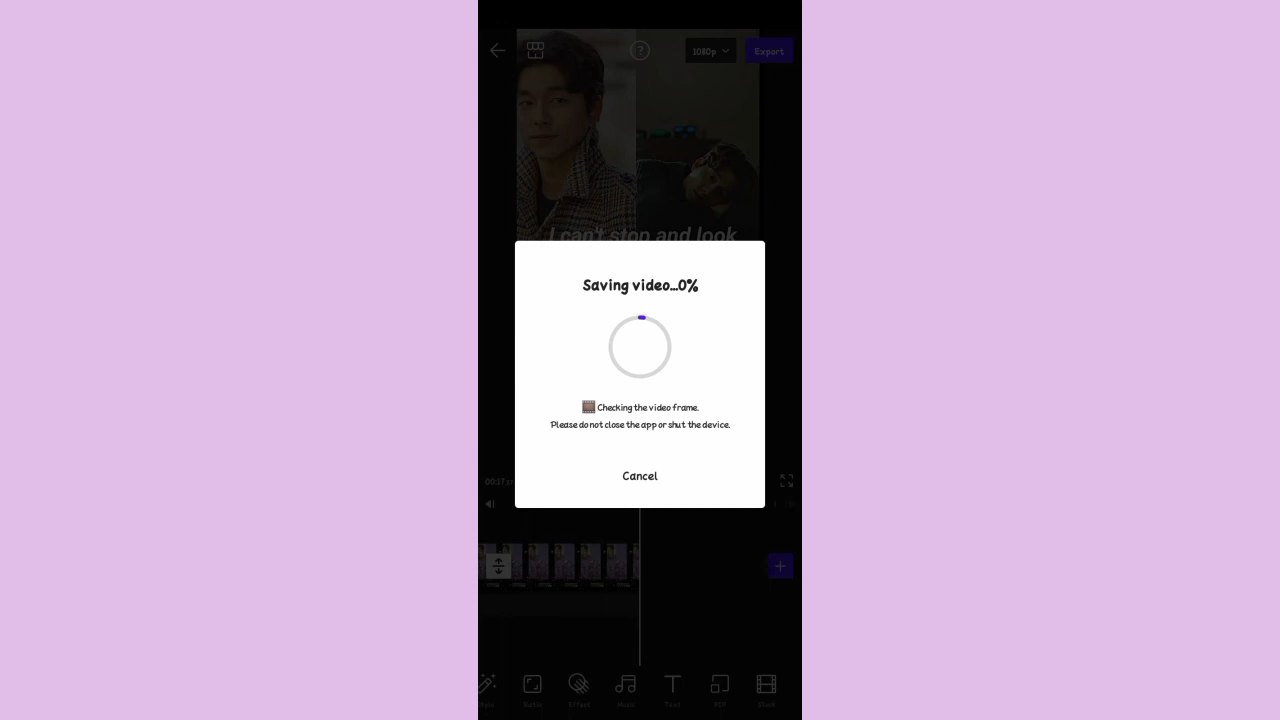 1080p
Export
I can't stop and look
Saving video...0%
Checking the video frame.
Please do not close the app or shut the device.
Cancel
Ratio
Effect
Music
Text
PIP